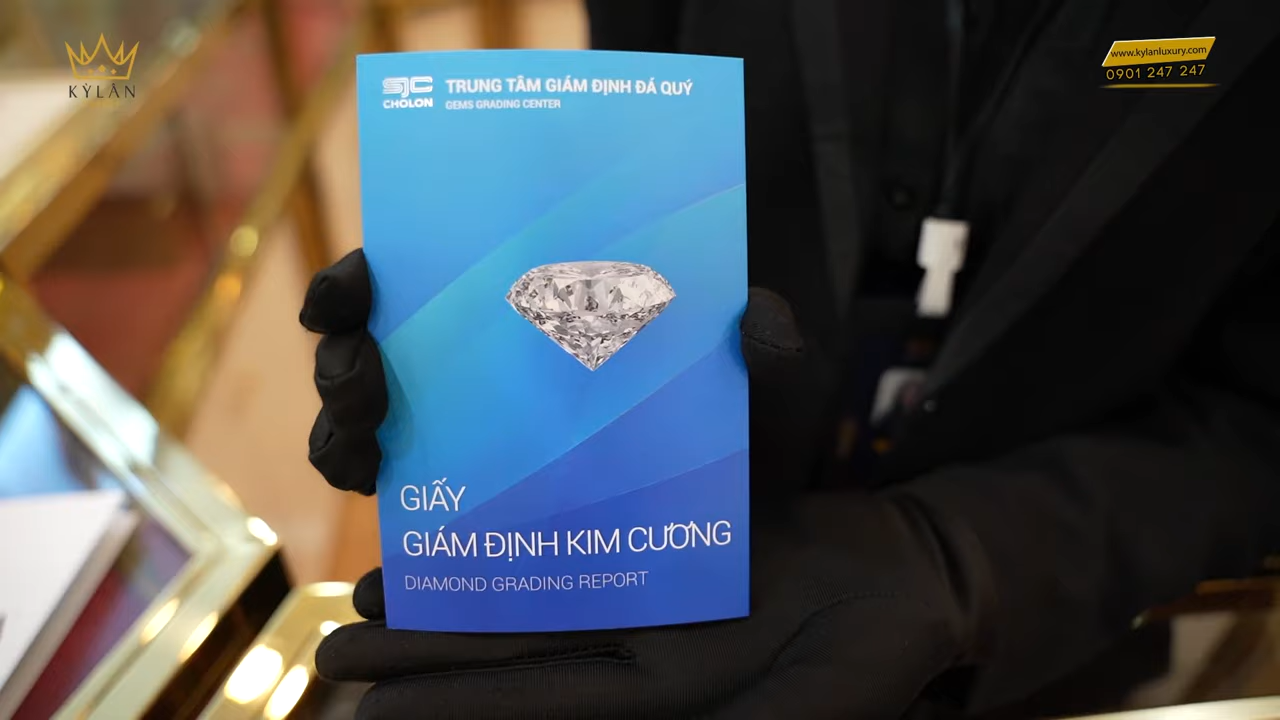 KỲLÂN
www.kylanluxury.com
0901 247 247
SJC
CHOLON
TRUNG TÂM GIÁM ĐỊNH ĐÁ QUÝ
GEMS GRADING CENTER
GIẤY
GIÁM ĐỊNH KIM CƯƠNG
DIAMOND GRADING REPORT